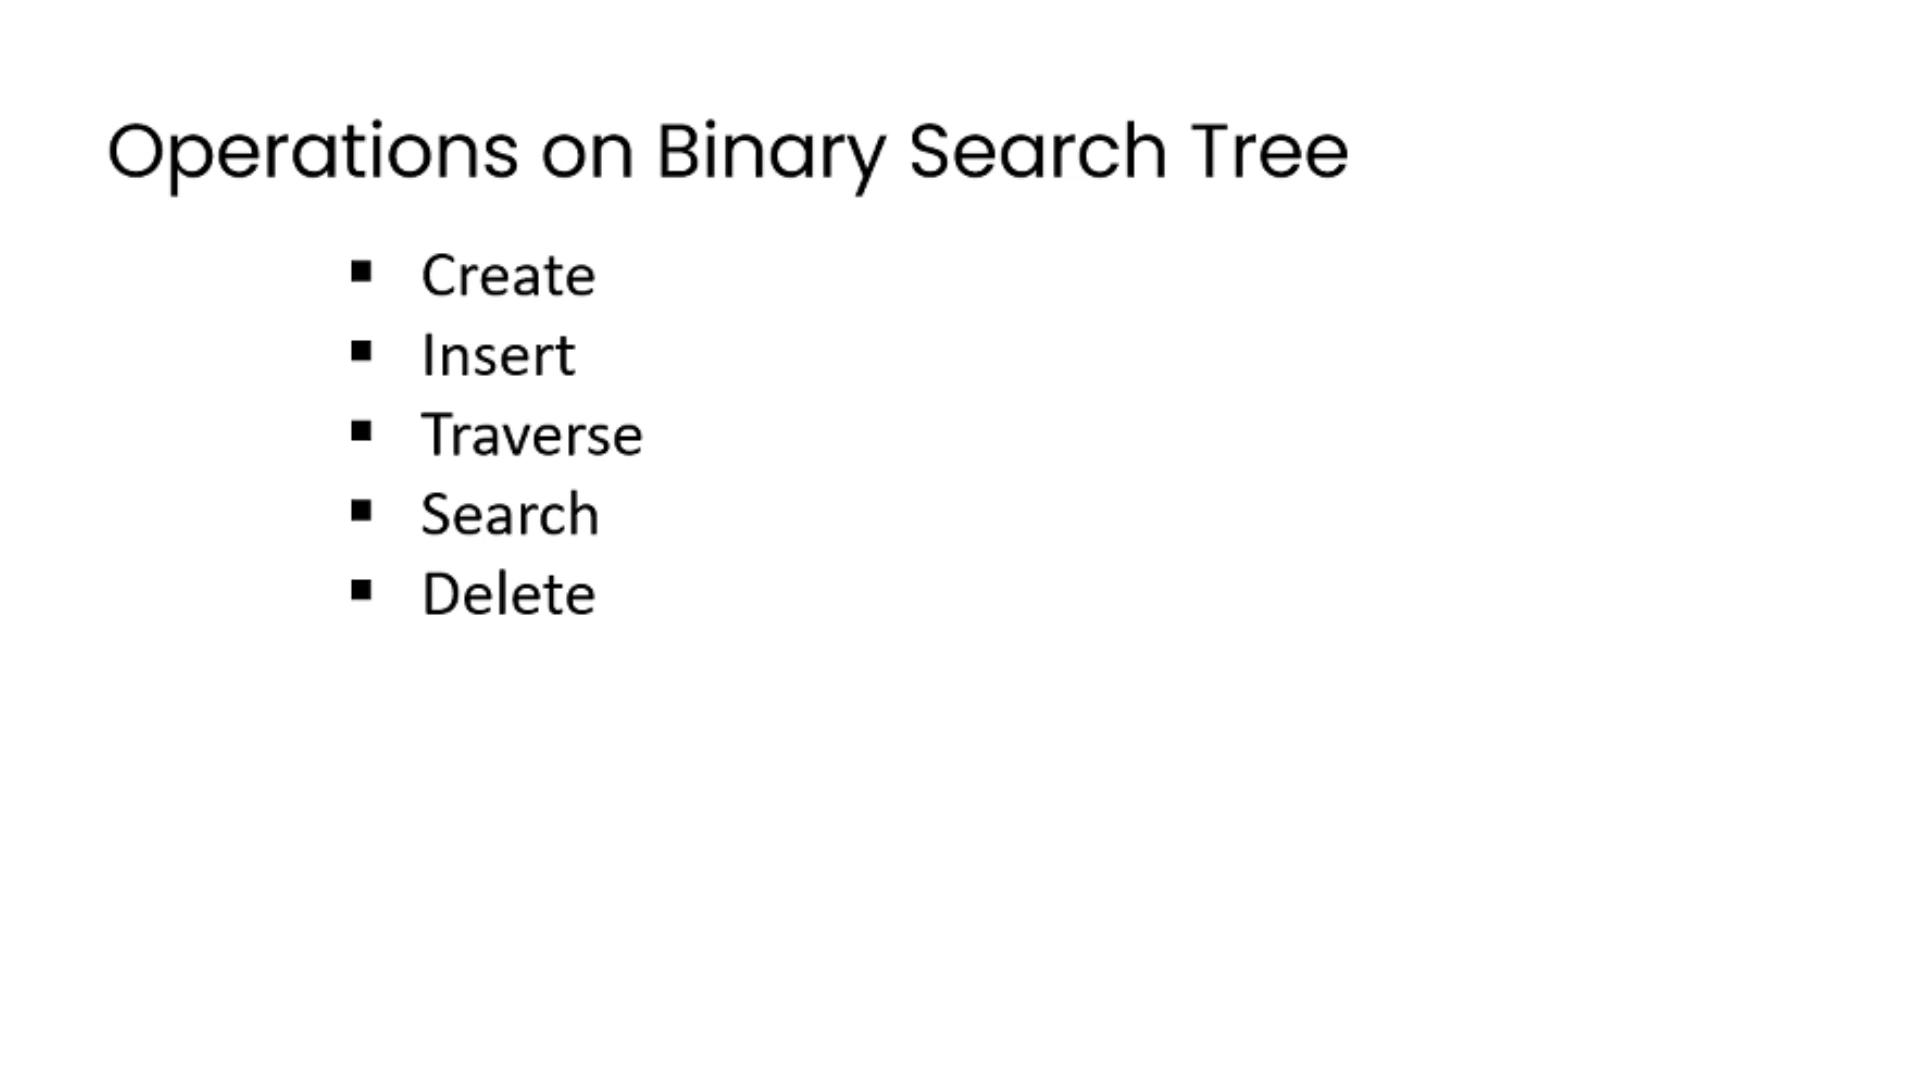 Operations on Binary Search Tree
▪ Create
▪ Insert
▪ Traverse
▪ Search
▪ Delete